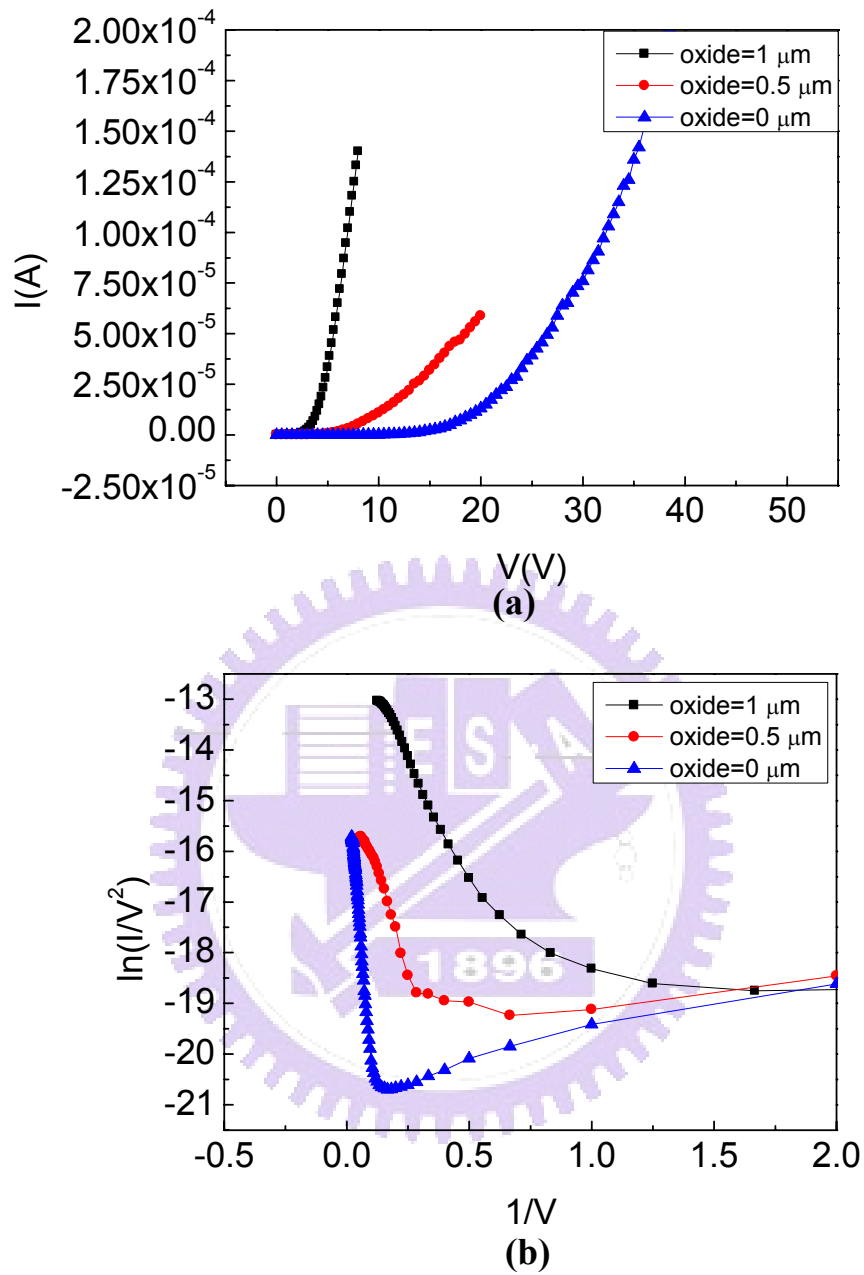 2.00x10⁻⁴
1.75x10⁻⁴
1.50x10⁻⁴
1.25x10⁻⁴
1.00x10⁻⁴
7.50x10⁻⁵
5.00x10⁻⁵
2.50x10⁻⁵
0.00
-2.50x10⁻⁵
I(A)
oxide=1 μm
oxide=0.5 μm
oxide=0 μm
0 10 20 30 40 50
V(V)
(a)
-13
-14
-15
-16
-17
-18
-19
-20
-21
ln(I/V²)
oxide=1 μm
oxide=0.5 μm
oxide=0 μm
E S A
1896
-0.5 0.0 0.5 1.0 1.5 2.0
1/V
(b)